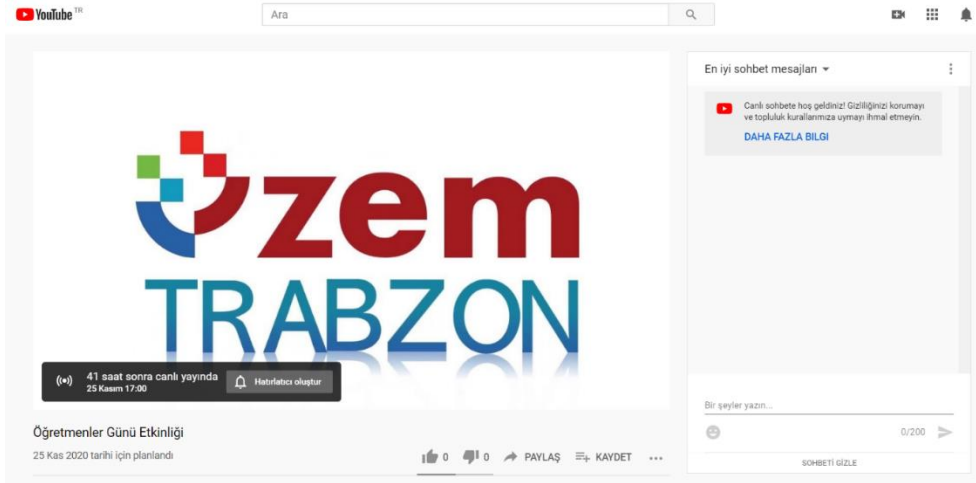 YouTube TR
Ara
üzem
TRABZON
41 saat sonra canlı yayında
25 Kasım 17:00
Hatırlatıcı oluştur
Öğretmenler Günü Etkinliği
25 Kas 2020 tarihi için planlandı
0
0
PAYLAŞ
KAYDET
En iyi sohbet mesajları
Canlı sohbete hoş geldiniz! Gizliliğinizi korumayı
ve topluluk kurallarımıza uymayı ihmal etmeyin.
DAHA FAZLA BILGI
Bir şeyler yazın...
0/200
SOHBETİ GİZLE